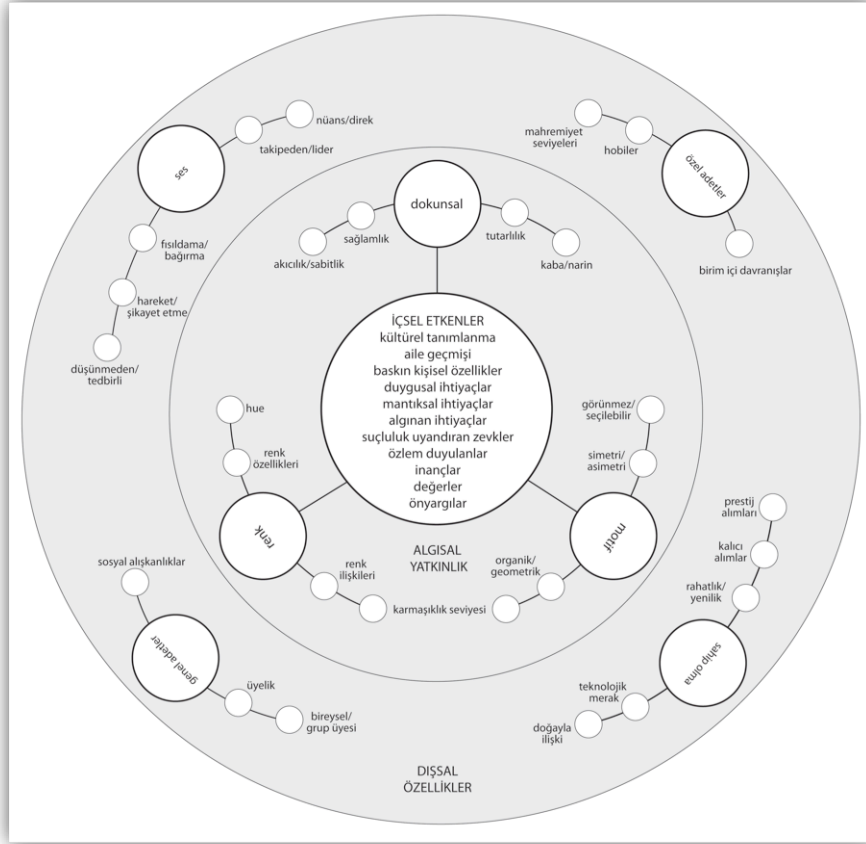 ses
nüans/direk
takipeden/lider
fısıldama/
bağırma
hareket/
şikayet etme
düşünmeden/
tedbirli
mahremiyet
seviyeleri
hobiler
özel adetler
birim içi davranışlar
dokunsal
sağlamlık
akıcılık/sabitlik
tutarlılık
kaba/narin
İÇSEL ETKENLER
kültürel tanımlanma
aile geçmişi
baskın kişisel özellikler
duygusal ihtiyaçlar
mantıksal ihtiyaçlar
algınan ihtiyaçlar
suçluluk uyandıran zevkler
özlem duyulanlar
inançlar
değerler
önyargılar
hue
renk
özellikleri
renk
renk
ilişkileri
karmaşıklık seviyesi
görünmez/
seçilebilir
simetri/
asimetri
motif
organik/
geometrik
ALGISAL
YATKINLIK
sosyal alışkanlıklar
genel adetler
üyelik
bireysel/
grup üyesi
prestij
alımları
kalıcı
alımlar
rahatlık/
yenilik
sahip olma
teknolojik
merak
doğayla
ilişki
DIŞSAL
ÖZELLİKLER